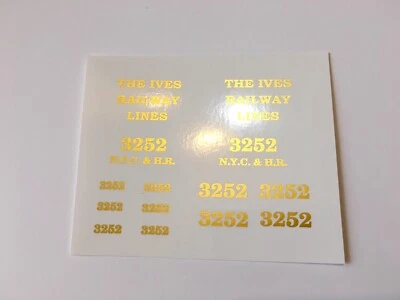 THE IVES THE IVES
RAILWAY RAILWAY
LINES LINES
3252 3252
N.Y.C. & H.R. N.Y.C. & H.R.
3252 3252 3252 3252
3252 3252 3252 3252
3252 3252